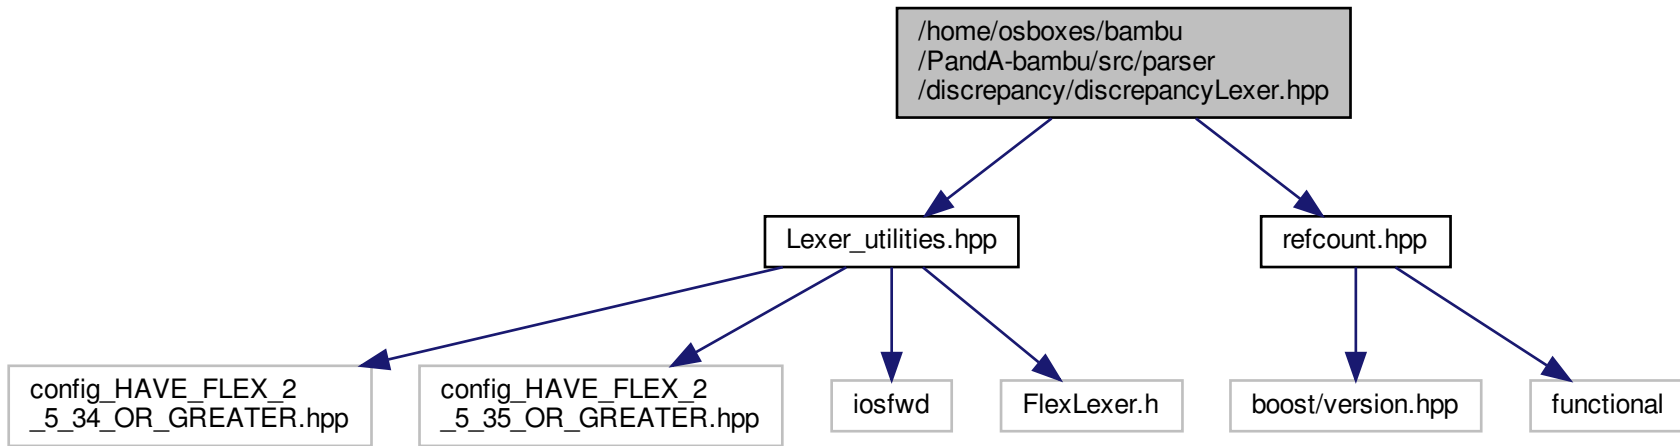 /home/osboxes/bambu
/PandA-bambu/src/parser
/discrepancy/discrepancyLexer.hpp
Lexer_utilities.hpp
refcount.hpp
config_HAVE_FLEX_2
_5_34_OR_GREATER.hpp
config_HAVE_FLEX_2
_5_35_OR_GREATER.hpp
iosfwd
FlexLexer.h
boost/version.hpp
functional